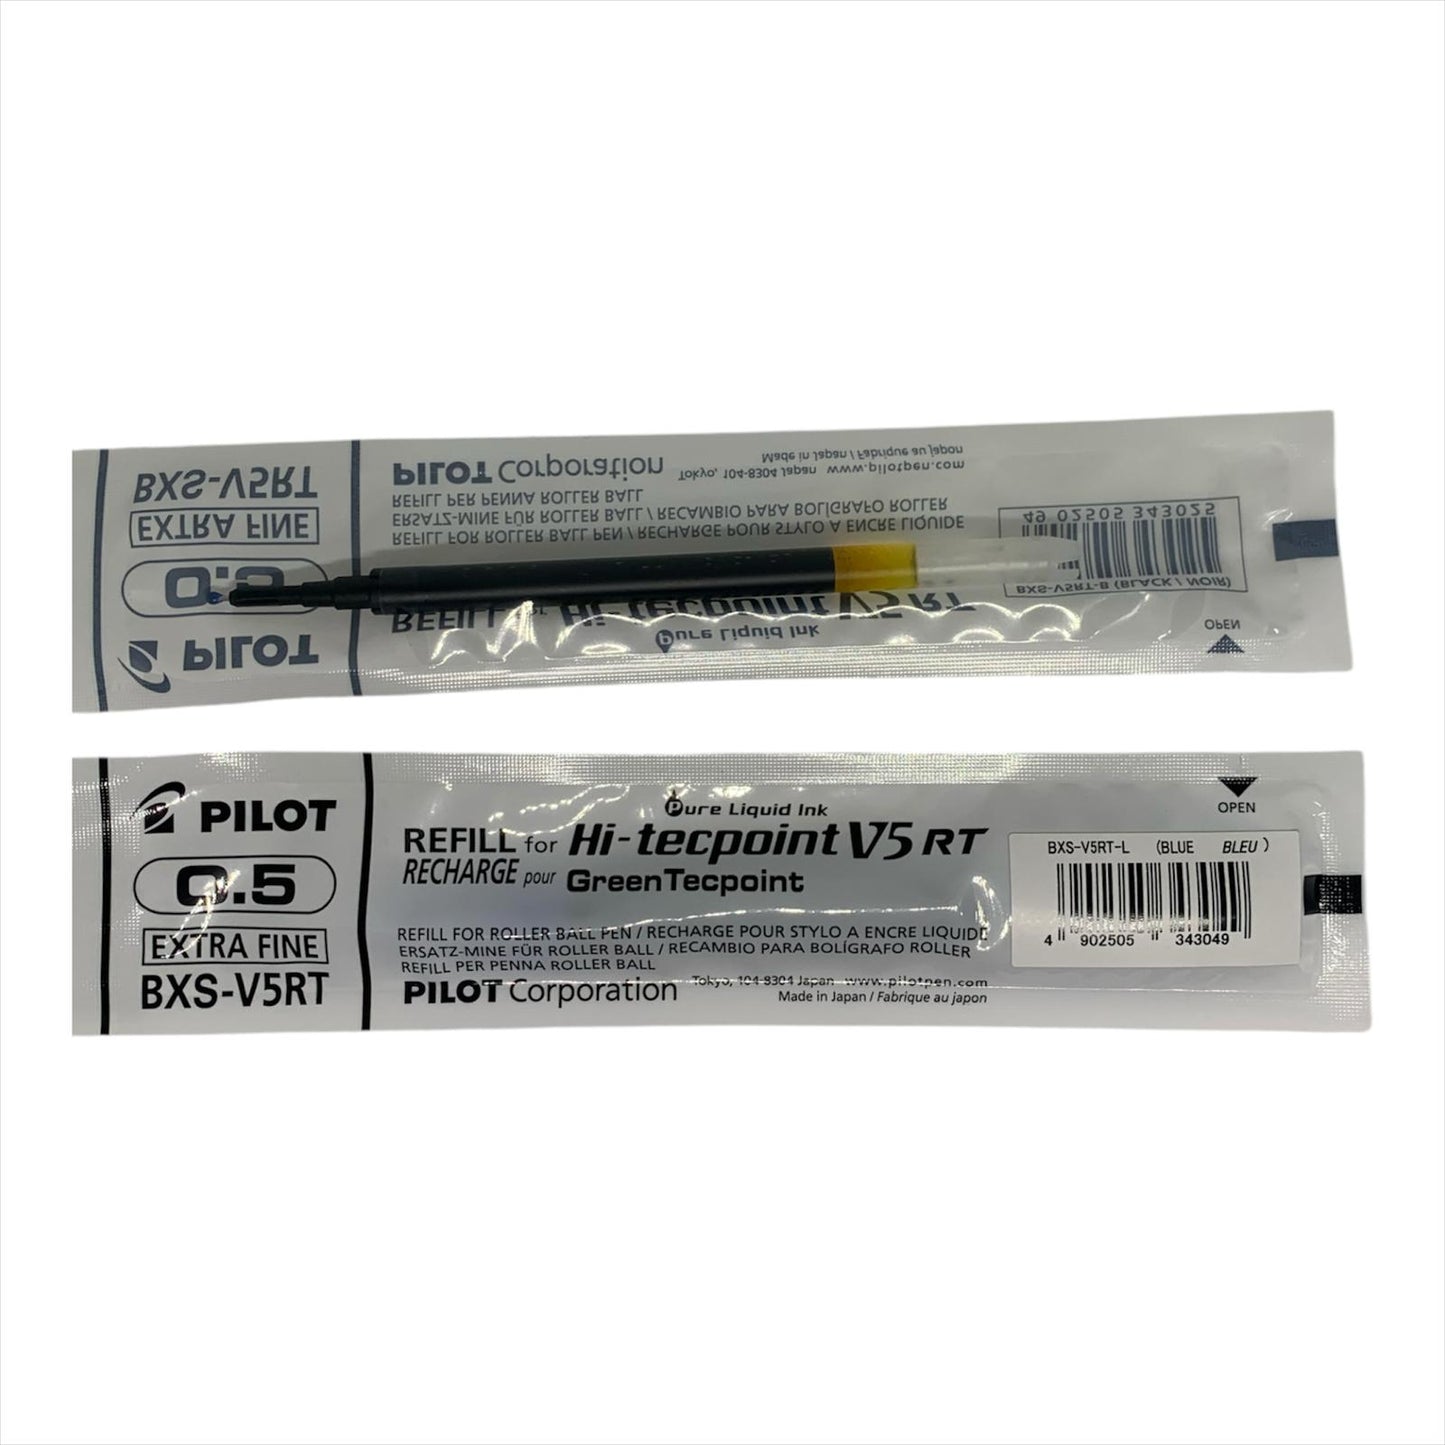 BXS-V5RT
EXTRA FINE
0.5
PILOT
PILOT Corporation
Made in Japan / Fabrique au japon
Tokyo, 104-8304 Japan www.pilotpen.com
REFILL PER PENNA ROLLER BALL
ERSATZ-MINE FÜR ROLLER BALL / RECAMBIO PARA BOLÍGRAFO ROLLER
REFILL FOR ROLLER BALL PEN / RECHARGE POUR STYLO A ENCRE LIQUIDE
REFILL for Hi-tecpoint V5 RT
Pure Liquid Ink
49 02505 343025
BXS-V5RT-B (BLACK / NOIR)
OPEN
PILOT
0.5
EXTRA FINE
BXS-V5RT
Pure Liquid Ink
REFILL for Hi-tecpoint V5 RT
RECHARGE pour GreenTecpoint
REFILL FOR ROLLER BALL PEN / RECHARGE POUR STYLO A ENCRE LIQUIDE
ERSATZ-MINE FÜR ROLLER BALL / RECAMBIO PARA BOLÍGRAFO ROLLER
REFILL PER PENNA ROLLER BALL
PILOT Corporation
Tokyo, 104-8304 Japan www.pilotpen.com
Made in Japan / Fabrique au japon
OPEN
BXS-V5RT-L (BLUE BLEU)
4 902505 343049